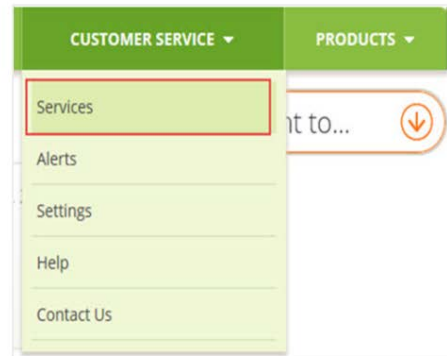 CUSTOMER SERVICE PRODUCTS
Services
nt to...
Alerts
Settings
Help
Contact Us